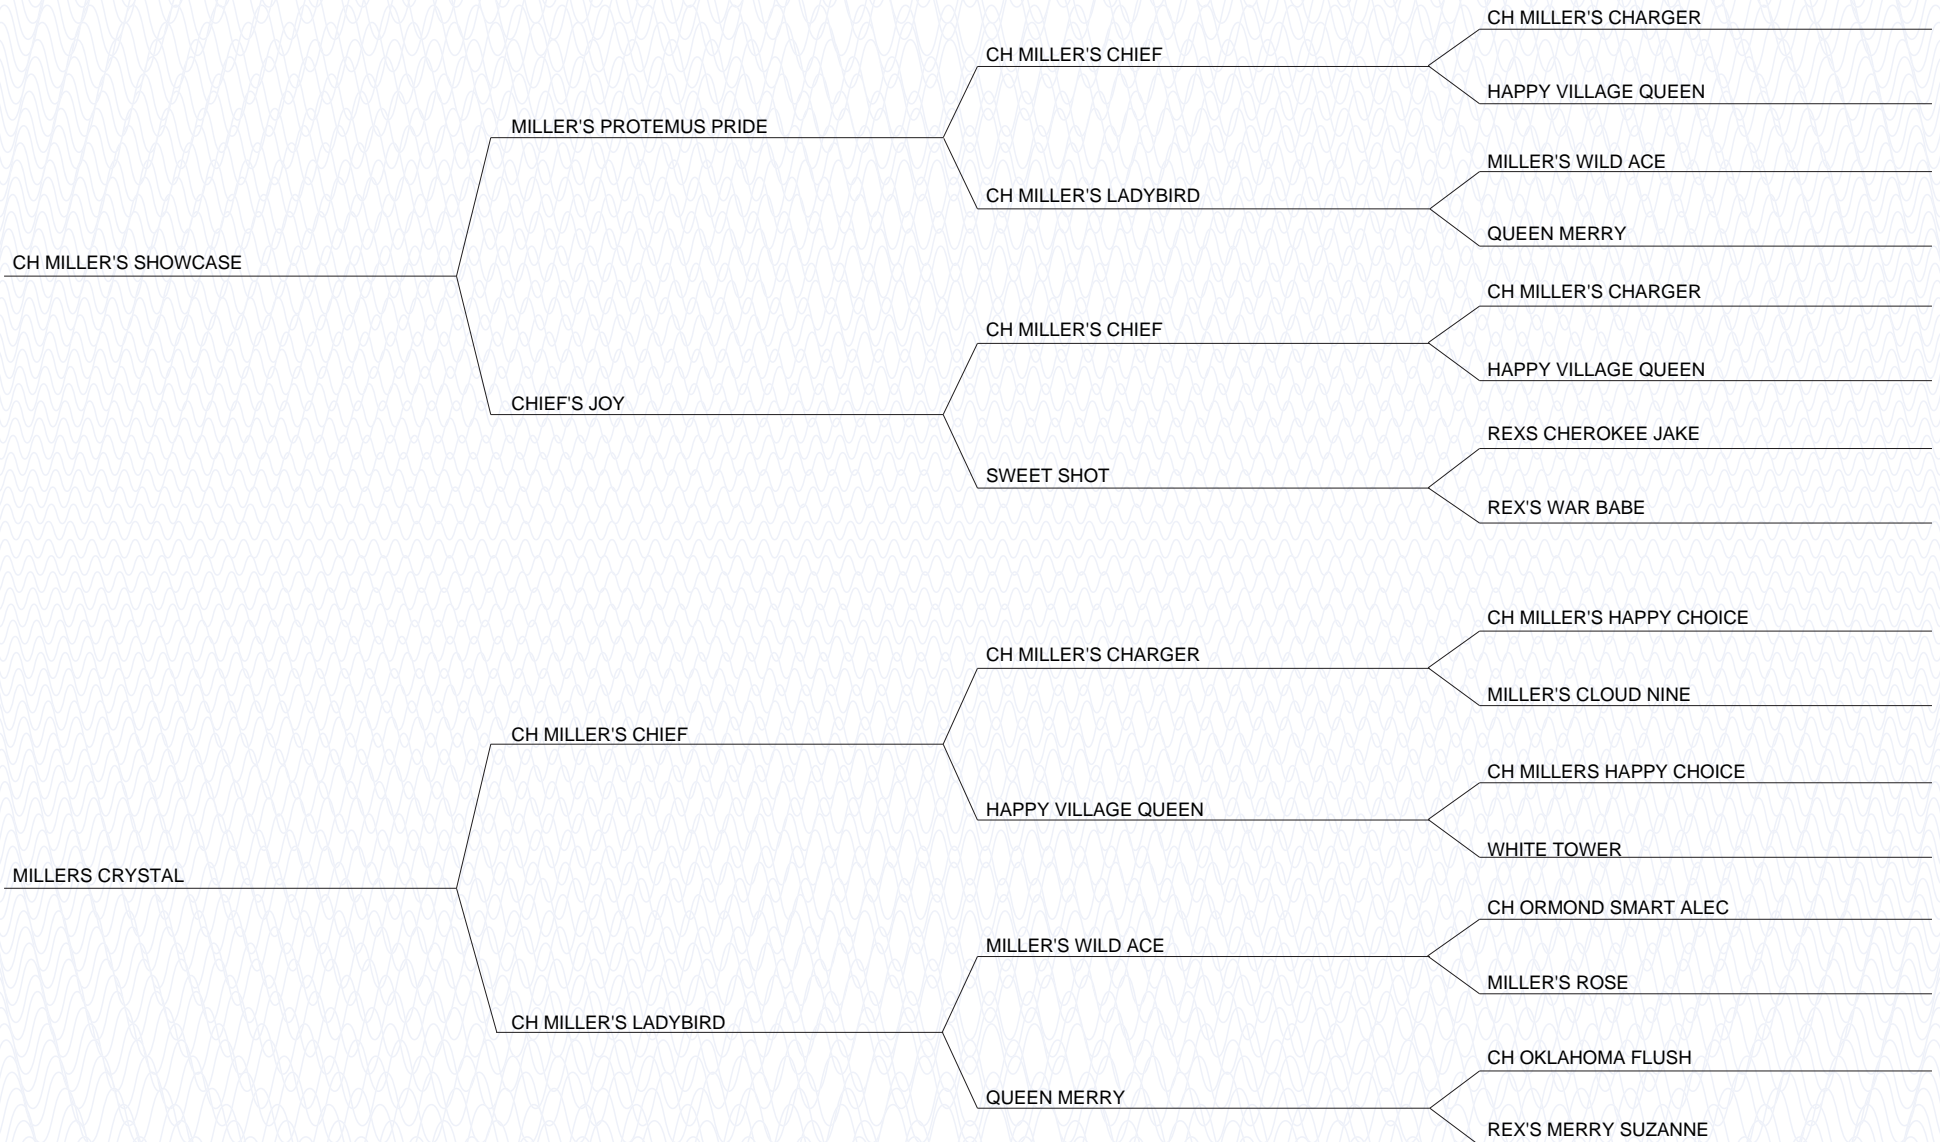 CH MILLER'S CHARGER
CH MILLER'S CHIEF
HAPPY VILLAGE QUEEN
MILLER'S PROTEMUS PRIDE
MILLER'S WILD ACE
CH MILLER'S LADYBIRD
QUEEN MERRY
CH MILLER'S SHOWCASE
CH MILLER'S CHARGER
CH MILLER'S CHIEF
HAPPY VILLAGE QUEEN
CHIEF'S JOY
REXS CHEROKEE JAKE
SWEET SHOT
REX'S WAR BABE
CH MILLER'S HAPPY CHOICE
CH MILLER'S CHARGER
MILLER'S CLOUD NINE
CH MILLER'S CHIEF
CH MILLERS HAPPY CHOICE
HAPPY VILLAGE QUEEN
WHITE TOWER
MILLERS CRYSTAL
CH ORMOND SMART ALEC
MILLER'S WILD ACE
MILLER'S ROSE
CH MILLER'S LADYBIRD
CH OKLAHOMA FLUSH
QUEEN MERRY
REX'S MERRY SUZANNE